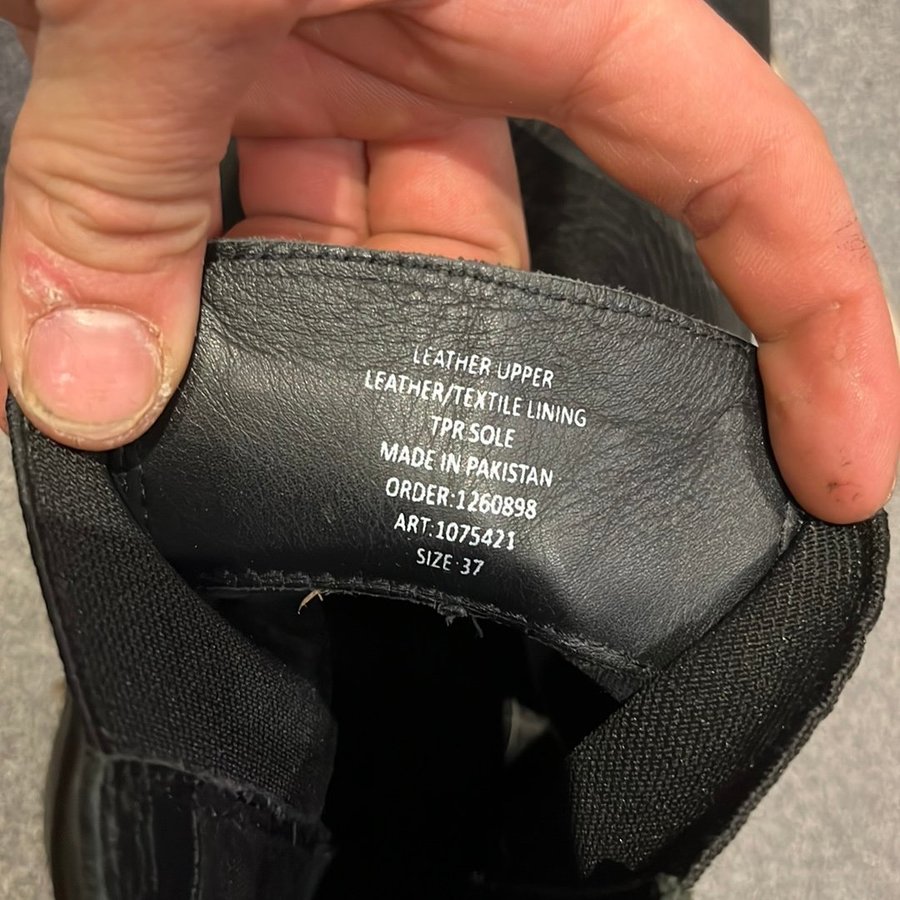 LEATHER UPPER
LEATHER/TEXTILE LINING
TPR SOLE
MADE IN PAKISTAN
ORDER:1260898
ART:1075421
SIZE:37